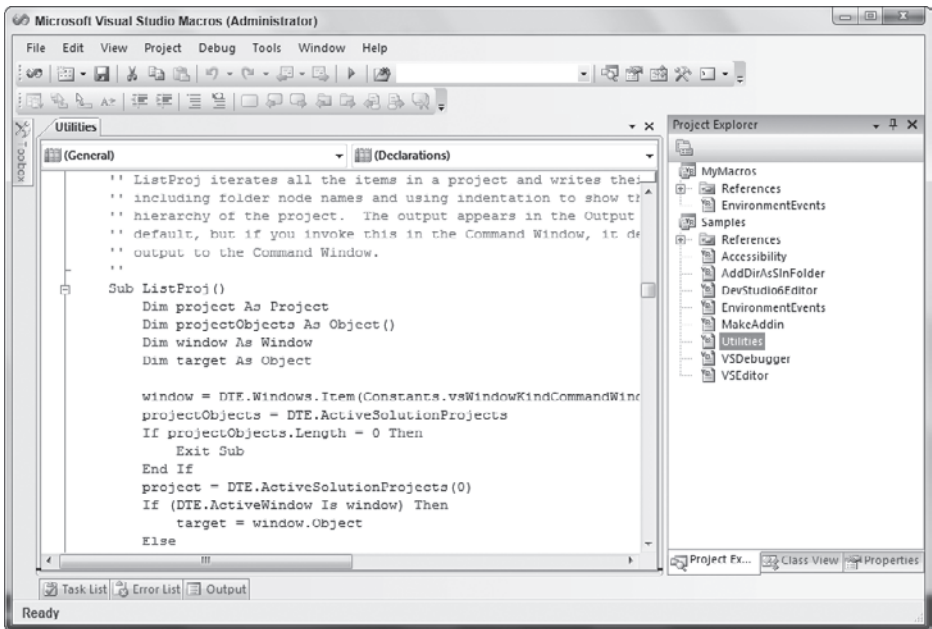 Microsoft Visual Studio Macros (Administrator)
File Edit View Project Debug Tools Window Help
Toolbox
Utilities
(General) (Declarations)
'' ListProj iterates all the items in a project and writes thei
'' including folder node names and using indentation to show th
'' hierarchy of the project. The output appears in the Output
'' default, but if you invoke this in the Command Window, it de
'' output to the Command Window.
''
Sub ListProj()
Dim project As Project
Dim projectObjects As Object()
Dim window As Window
Dim target As Object
window = DTE.Windows.Item(Constants.vsWindowKindCommandWind
projectObjects = DTE.ActiveSolutionProjects
If projectObjects.Length = 0 Then
Exit Sub
End If
project = DTE.ActiveSolutionProjects(0)
If (DTE.ActiveWindow Is window) Then
target = window.Object
Else
Project Explorer
MyMacros
References
EnvironmentEvents
Samples
References
Accessibility
AddDirAsSlnFolder
DevStudio6Editor
EnvironmentEvents
MakeAddin
Utilities
VSDebugger
VSEditor
Project Ex... Class View Properties
Task List Error List Output
Ready